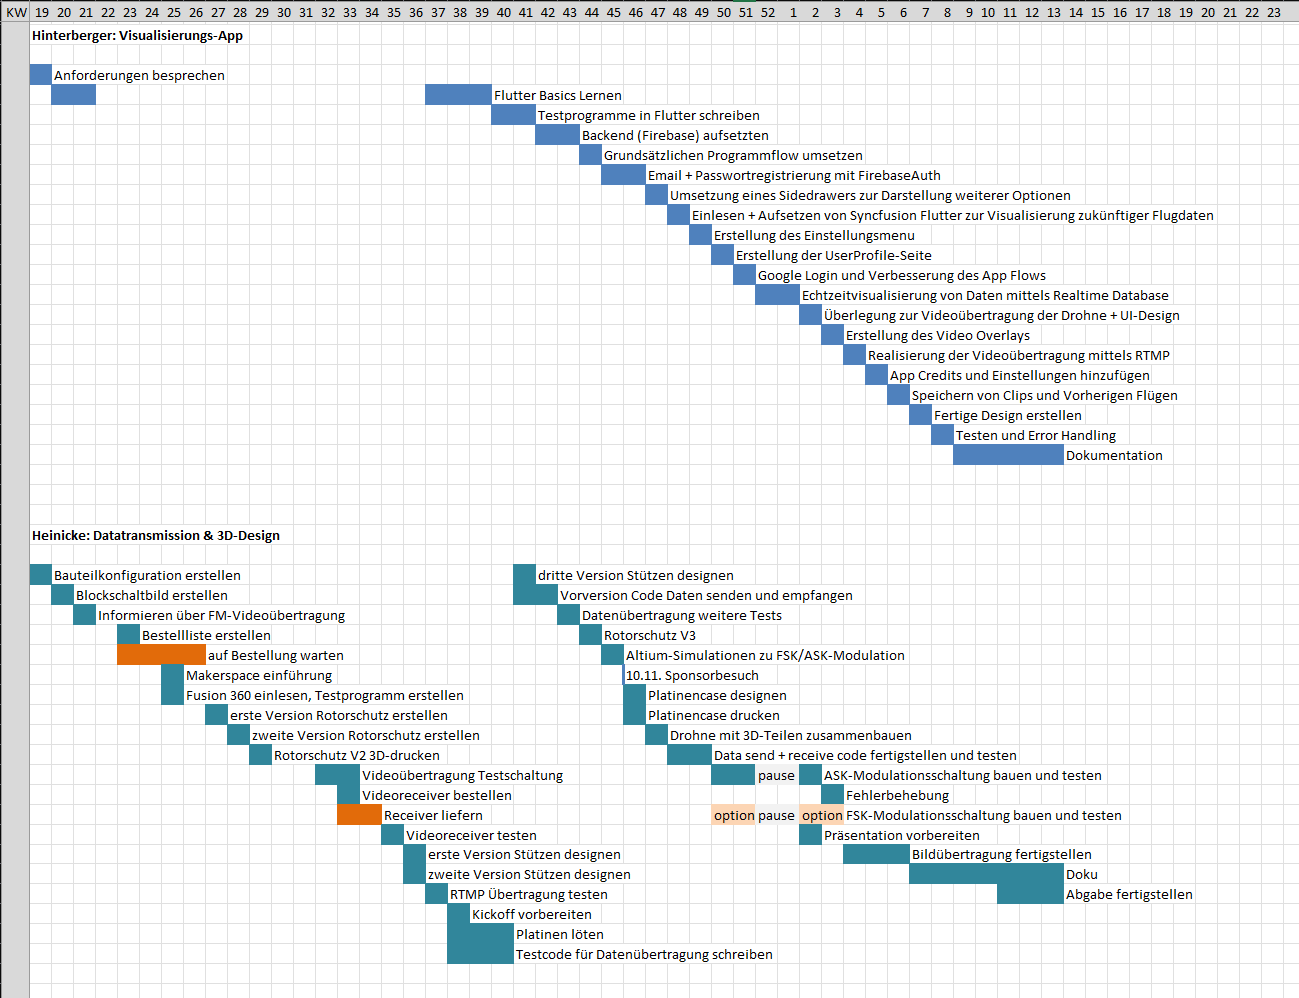 KW 19 20 21 22 23 24 25 26 27 28 29 30 31 32 33 34 35 36 37 38 39 40 41 42 43 44 45 46 47 48 49 50 51 52 1 2 3 4 5 6 7 8 9 10 11 12 13 14 15 16 17 18 19 20 21 22 23
Hinterberger: Visualisierungs-App
Anforderungen besprechen
Flutter Basics Lernen
Testprogramme in Flutter schreiben
Backend (Firebase) aufsetzten
Grundsätzlichen Programmflow umsetzen
Email + Passwortregistrierung mit FirebaseAuth
Umsetzung eines Sidedrawers zur Darstellung weiterer Optionen
Einlesen + Aufsetzen von Syncfusion Flutter zur Visualisierung zukünftiger Flugdaten
Erstellung des Einstellungsmenu
Erstellung der UserProfile-Seite
Google Login und Verbesserung des App Flows
Echtzeitvisualisierung von Daten mittels Realtime Database
Überlegung zur Videoübertragung der Drohne + UI-Design
Erstellung des Video Overlays
Realisierung der Videoübertragung mittels RTMP
App Credits und Einstellungen hinzufügen
Speichern von Clips und Vorherigen Flügen
Fertige Design erstellen
Testen und Error Handling
Dokumentation
Heinicke: Datatransmission & 3D-Design
Bauteilkonfiguration erstellen dritte Version Stützen designen
Blockschaltbild erstellen Vorversion Code Daten senden und empfangen
Informieren über FM-Videoübertragung Datenübertragung weitere Tests
Bestellliste erstellen Rotorschutz V3
auf Bestellung warten Altium-Simulationen zu FSK/ASK-Modulation
Makerspace einführung 10.11. Sponsorbesuch
Fusion 360 einlesen, Testprogramm erstellen Platinencase designen
erste Version Rotorschutz erstellen Platinencase drucken
zweite Version Rotorschutz erstellen Drohne mit 3D-Teilen zusammenbauen
Rotorschutz V2 3D-drucken Data send + receive code fertigstellen und testen
Videoübertragung Testschaltung pause ASK-Modulationsschaltung bauen und testen
Videoreceiver bestellen Fehlerbehebung
Receiver liefern option pause option FSK-Modulationsschaltung bauen und testen
Videoreceiver testen Präsentation vorbereiten
erste Version Stützen designen Bildübertragung fertigstellen
zweite Version Stützen designen Doku
RTMP Übertragung testen Abgabe fertigstellen
Kickoff vorbereiten
Platinen löten
Testcode für Datenübertragung schreiben